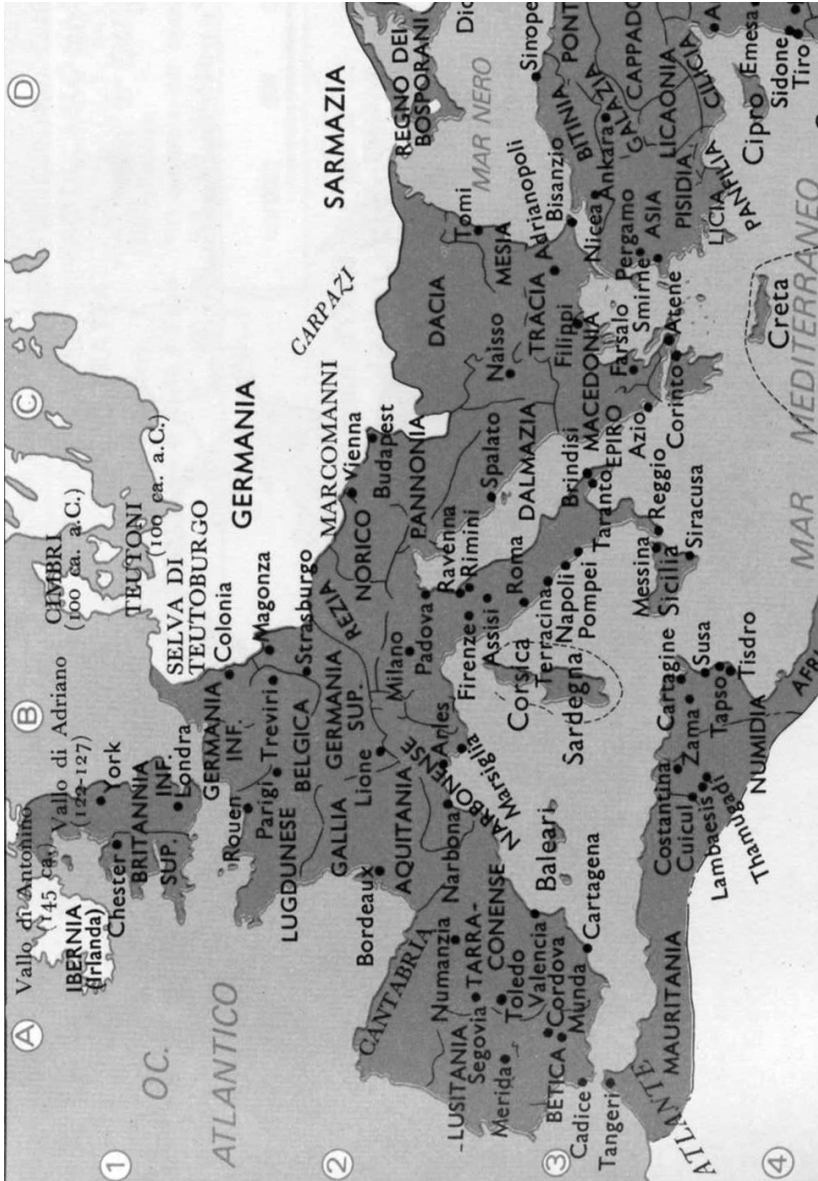 A
B
C
D
1
2
3
4
Vallo di Antonino
(145 ca.)
Vallo di Adriano
(122-127)
IBERNIA
(Irlanda)
York
Chester
BRITANNIA
INF.
SUP.
Londra
CIMBRI
(100 ca. a.C.)
TEUTONI
(100 ca. a.C.)
SELVA DI
TEUTOBURGO
GERMANIA
MARCOMANNI
CARPAZI
SARMAZIA
REGNO DEI
BOSPORANI
OC.
ATLANTICO
Rouen
Parigi
LUGDUNESE
GERMANIA
INF.
Colonia
Treviri
Magonza
BELGICA
Strasburgo
GERMANIA
SUP.
GALLIA
Lione
AQUITANIA
Bordeaux
Narbona
NARBONENSE
Arles
Marsiglia
REZIA
NORICO
Vienna
Budapest
PANNONIA
DACIA
Tomi
MAR NERO
Sinope
PONT
Dio
MESIA
Naisso
TRACIA
Adrianopoli
Bisanzio
BITINIA
Nicea
Ankara
GALAZIA
CAPPADO
LICAONIA
CILICIA
A
PISIDIA
ASIA
Pergamo
Smirne
LICIA
PANFILIA
Cipro
Emesa
Sidone
Tiro
Milano
Padova
Ravenna
Rimini
Firenze
Assisi
Roma
Terracina
Napoli
Pompei
Brindisi
Taranto
Reggio
Messina
Sicilia
Siracusa
Corsica
Sardegna
Spalato
DALMAZIA
MACEDONIA
EPIRO
Filippi
Farsalo
Azio
Corinto
Atene
Creta
MAR MEDITERRANEO
CANTABRIA
Numanzia
TARRA-
CONENSE
LUSITANIA
Segovia
Toledo
Merida
Valencia
Cordova
BETICA
Munda
Cadice
Tangeri
Baleari
Cartagena
MAURITANIA
ATLANTE
Costantina
Cuicul
Lambaesis
Thamugadi
Zama
Cartagine
Susa
Tapso
Tisdro
NUMIDIA
AFRI